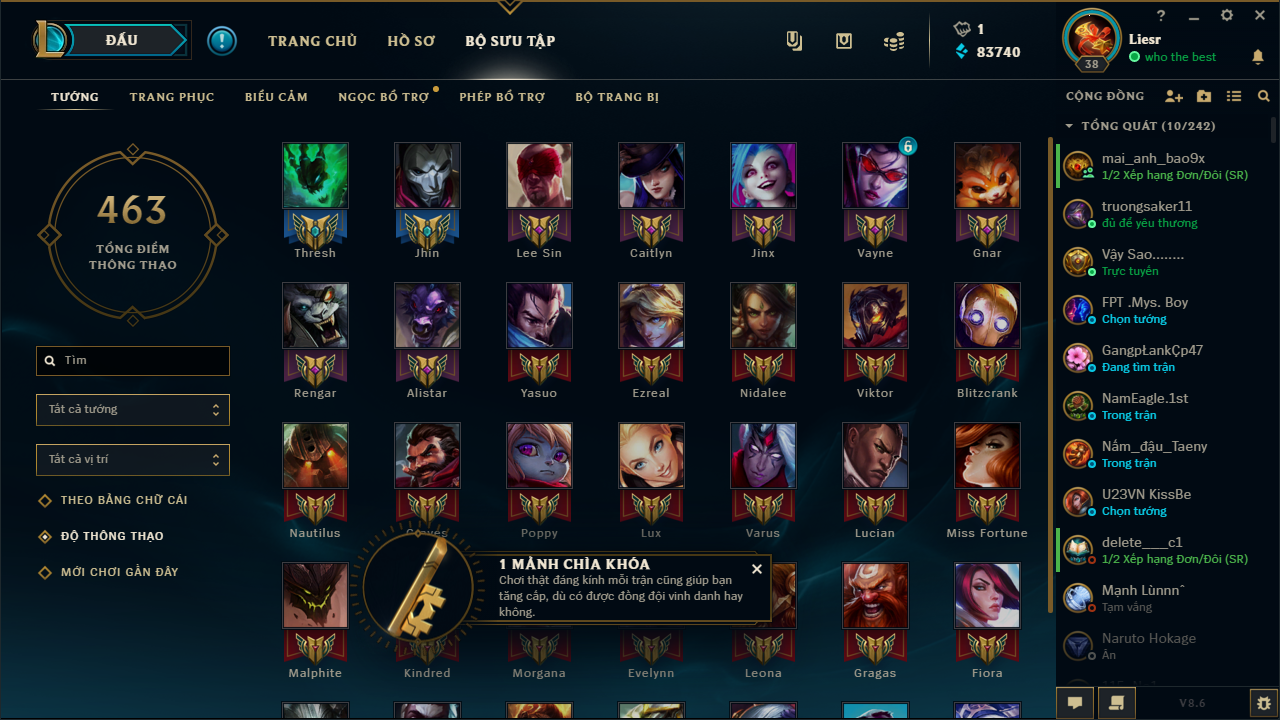 ĐẤU
TRANG CHỦ
HỒ SƠ
BỘ SƯU TẬP
1
83740
38
Liesr
who the best
TƯỚNG
TRANG PHỤC
BIỂU CẢM
NGỌC BỔ TRỢ
PHÉP BỔ TRỢ
BỘ TRANG BỊ
CỘNG ĐỒNG
TỔNG QUÁT (10/242)
463
TỔNG ĐIỂM
THÔNG THẠO
Tìm
Tất cả tướng
Tất cả vị trí
THEO BẢNG CHỮ CÁI
ĐỘ THÔNG THẠO
MỚI CHƠI GẦN ĐÂY
6
Thresh
Jhin
Lee Sin
Caitlyn
Jinx
Vayne
Gnar
Rengar
Alistar
Yasuo
Ezreal
Nidalee
Viktor
Blitzcrank
Nautilus
Graves
Poppy
Lux
Varus
Lucian
Miss Fortune
1 MẢNH CHÌA KHÓA
Chơi thật đáng kính mỗi trận cũng giúp bạn
tăng cấp, dù có được đồng đội vinh danh hay
không.
Malphite
Kindred
Morgana
Evelynn
Leona
Gragas
Fiora
mai_anh_bao9x
1/2 Xếp hạng Đơn/Đôi (SR)
truongsaker11
đủ để yêu thương
Vậy Sao........
Trực tuyến
FPT .Mys. Boy
Chọn tướng
GangpŁankÇp47
Đang tìm trận
NamEagle.1st
Trong trận
Nấm_đậu_Taeny
Trong trận
U23VN KissBe
Chọn tướng
delete____c1
1/2 Xếp hạng Đơn/Đôi (SR)
Mạnh Lùnnnˆ
Tạm vắng
Naruto Hokage
Ẩn
V8.6